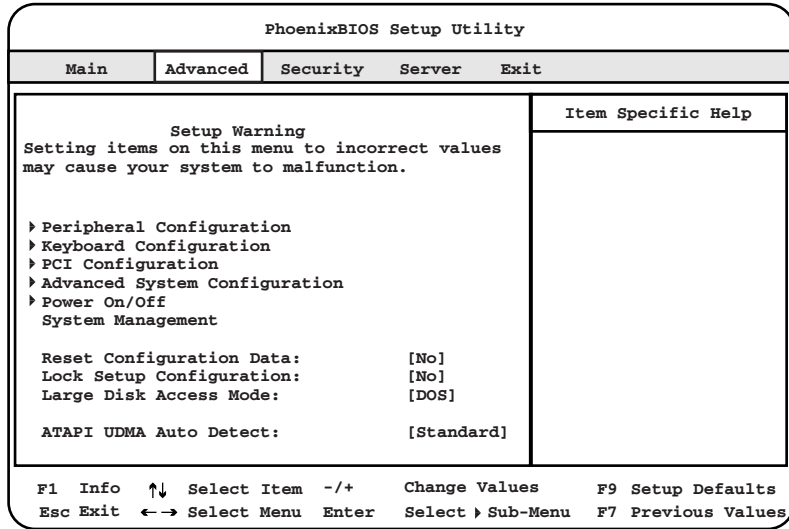 PhoenixBIOS Setup Utility
Main Advanced Security Server Exit
Item Specific Help
Setup Warning
Setting items on this menu to incorrect values
may cause your system to malfunction.
Peripheral Configuration
Keyboard Configuration
PCI Configuration
Advanced System Configuration
Power On/Off
System Management
Reset Configuration Data: [No]
Lock Setup Configuration: [No]
Large Disk Access Mode: [DOS]
ATAPI UDMA Auto Detect: [Standard]
F1 Info ↑↓ Select Item -/+ Change Values F9 Setup Defaults
Esc Exit ←→ Select Menu Enter Select ▶ Sub-Menu F7 Previous Values